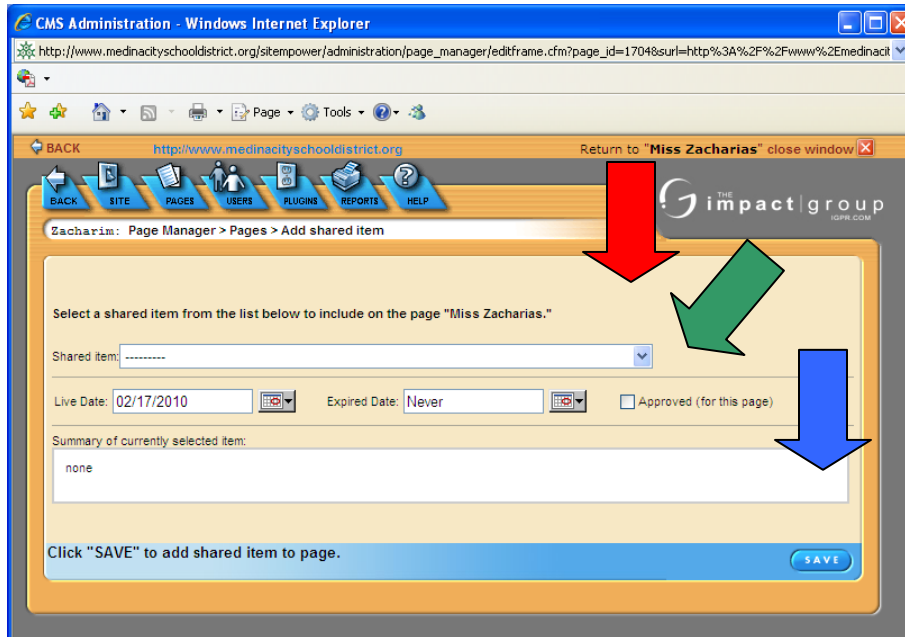 CMS Administration - Windows Internet Explorer
http://www.medinacityschooldistrict.org/sitempower/administration/page_manager/editframe.cfm?page_id=1704&surl=http%3A%2F%2Fwww%2Emedinacit
Page Tools
BACK http://www.medinacityschooldistrict.org Return to "Miss Zacharias" close window
BACK SITE PAGES USERS PLUGINS REPORTS HELP
THE
impact|group
IGPR.COM
Zacharim: Page Manager > Pages > Add shared item
Select a shared item from the list below to include on the page "Miss Zacharias."
Shared item: ---------
Live Date: 02/17/2010 Expired Date: Never Approved (for this page)
Summary of currently selected item:
none
Click "SAVE" to add shared item to page.
SAVE